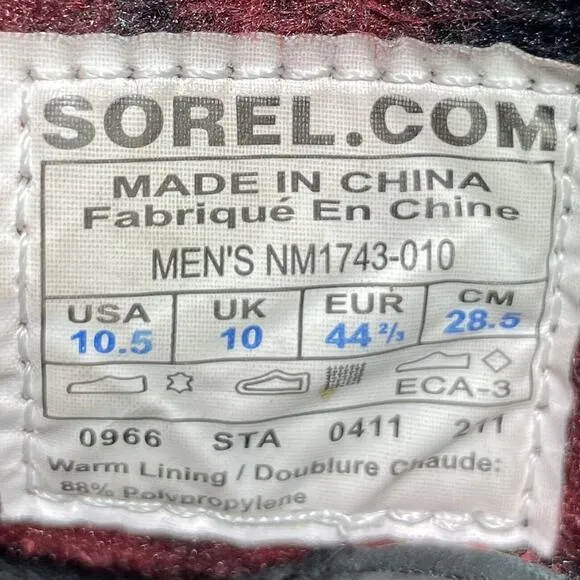 SOREL.COM
MADE IN CHINA
Fabriqué En Chine
MEN'S NM1743-010
USA UK EUR CM
10.5 10 44 ⅔ 28.5
ECA-3
0966 STA 0411 211
Warm Lining / Doublure Chaude:
88% Polypropylene